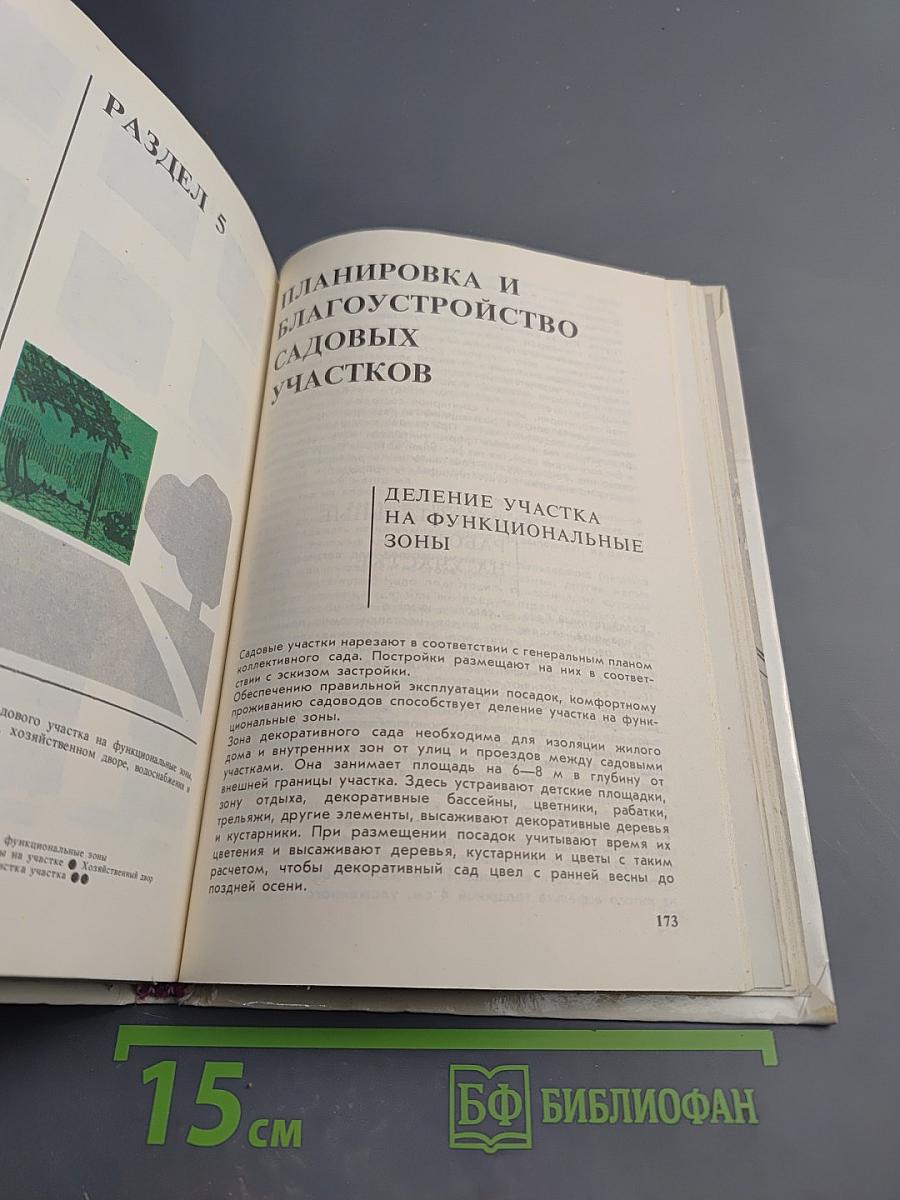 РАЗДЕЛ 5
дового участка на функциональные зоны,
хозяйственном дворе, водоснабжения и
функциональные зоны
ы на участке ● Хозяйственный двор
стка участка ●●
ПЛАНИРОВКА И
БЛАГОУСТРОЙСТВО
САДОВЫХ
УЧАСТКОВ
ДЕЛЕНИЕ УЧАСТКА
НА ФУНКЦИОНАЛЬНЫЕ
ЗОНЫ
Садовые участки нарезают в соответствии с генеральным планом
коллективного сада. Постройки размещают на них в соответ-
ствии с эскизом застройки.
Обеспечению правильной эксплуатации посадок, комфортному
проживанию садоводов способствует деление участка на функ-
циональные зоны.
Зона декоративного сада необходима для изоляции жилого
дома и внутренних зон от улиц и проездов между садовыми
участками. Она занимает площадь на 6—8 м в глубину от
внешней границы участка. Здесь устраивают детские площадки,
зону отдыха, декоративные бассейны, цветники, рабатки,
трельяжи, другие элементы, высаживают декоративные деревья
и кустарники. При размещении посадок учитывают время их
цветения и высаживают деревья, кустарники и цветы с таким
расчетом, чтобы декоративный сад цвел с ранней весны до
поздней осени.
173
15 см
БФ БИБЛИОФАН